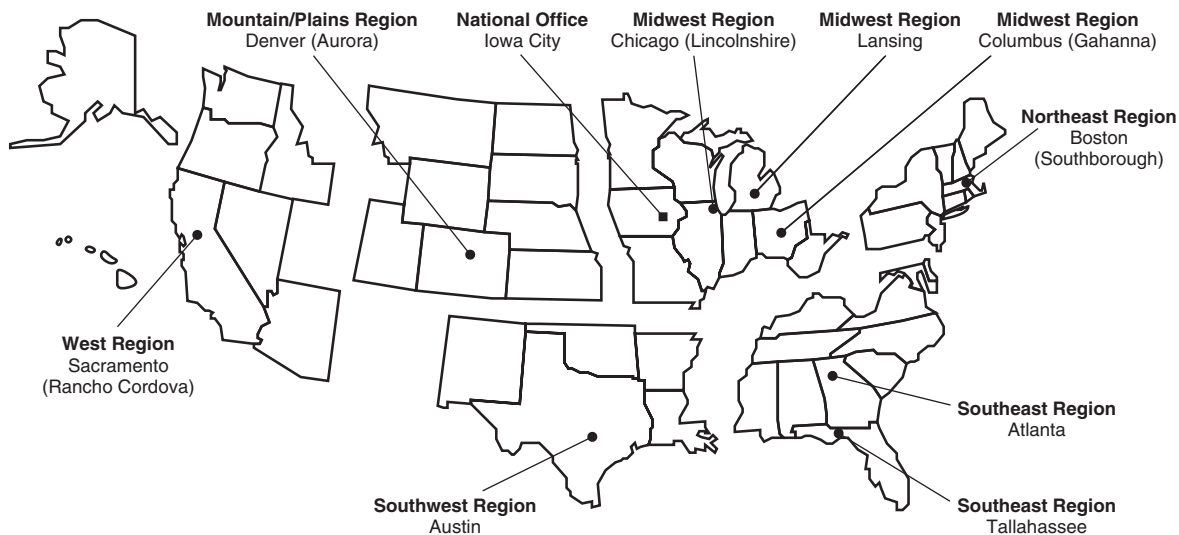 Mountain/Plains Region
Denver (Aurora)
National Office
Iowa City
Midwest Region
Chicago (Lincolnshire)
Midwest Region
Lansing
Midwest Region
Columbus (Gahanna)
Northeast Region
Boston
(Southborough)
West Region
Sacramento
(Rancho Cordova)
Southeast Region
Atlanta
Southwest Region
Austin
Southeast Region
Tallahassee